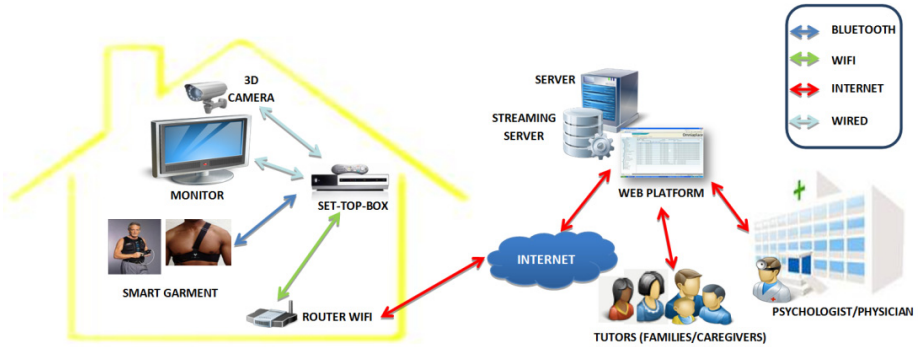 3D
CAMERA
MONITOR
SET-TOP-BOX
SMART GARMENT
ROUTER WIFI
INTERNET
SERVER
STREAMING
SERVER
WEB PLATFORM
TUTORS (FAMILIES/CAREGIVERS)
PSYCHOLOGIST/PHYSICIAN
BLUETOOTH
WIFI
INTERNET
WIRED